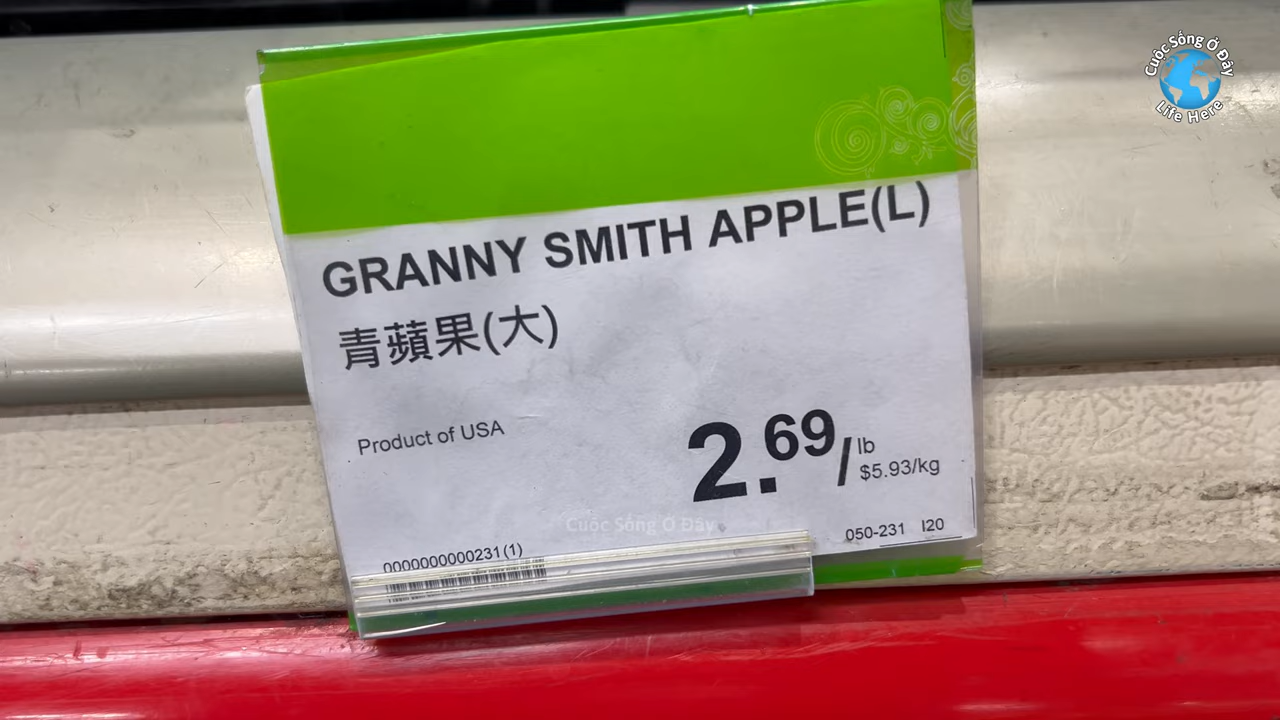 Cuộc Sống Ở Đây
Life Here
GRANNY SMITH APPLE(L)
青蘋果(大)
Product of USA
2.69/lb
$5.93/kg
Cuộc Sống Ở Đây
050-231 I20
0000000000231(1)